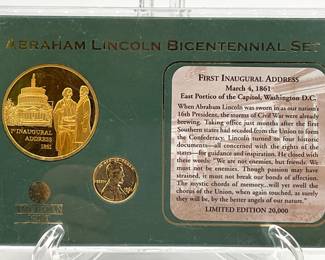 ABRAHAM LINCOLN BICENTENNIAL SET
1ST INAUGURAL
ADDRESS
1861
AMERICAN
MINT
FIRST INAUGURAL ADDRESS
March 4, 1861
East Portico of the Capitol, Washington D.C.
When Abraham Lincoln was sworn in as our nation's
16th President, the storms of Civil War were already
brewing. Taking office just months after the first
Southern states had seceded from the Union to form
the Confederacy, Lincoln turned to four historic
documents—all concerned with the rights of the
states—for guidance and inspiration. He closed with
these words: "We are not enemies, but friends. We
must not be enemies. Though passion may have
strained, it must not break our bonds of affection.
The mystic chords of memory...will yet swell the
chorus of the Union, when again touched, as surely
they will be, by the better angels of our nature."
LIMITED EDITION 20,000